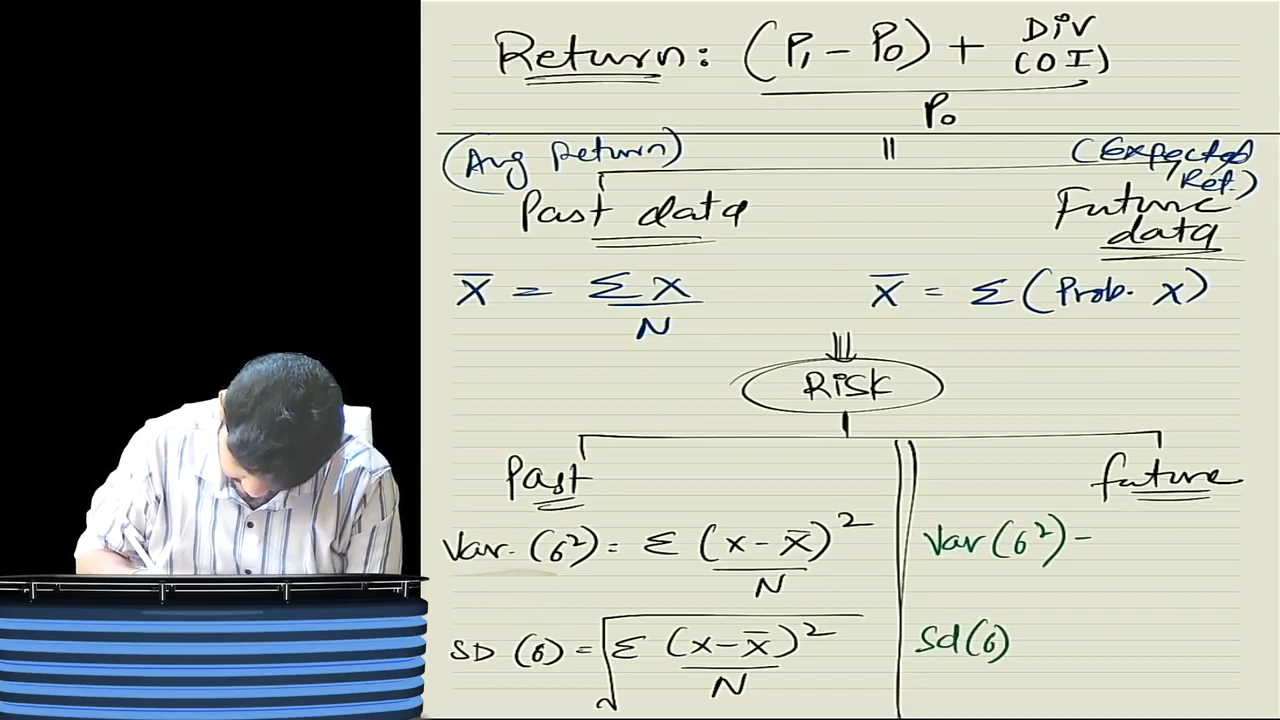 Return: (P₁ - P₀) + Div (OI)
P₀
(Avg Return)
(Expected Ret.)
Past data
Future data
X̄ = Σ X / N
X̄ = Σ (Prob. X)
Risk
Past
future
Var. (σ²) = Σ (x - x̄)² / N
Var (σ²) -
SD (σ) = √ Σ (x - x̄)² / N
Sd (σ)